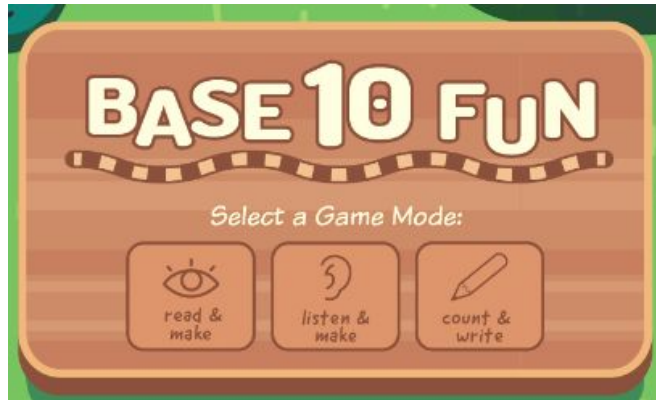 BASE 10 FUN
Select a Game Mode:
read &
make
listen &
make
count &
write